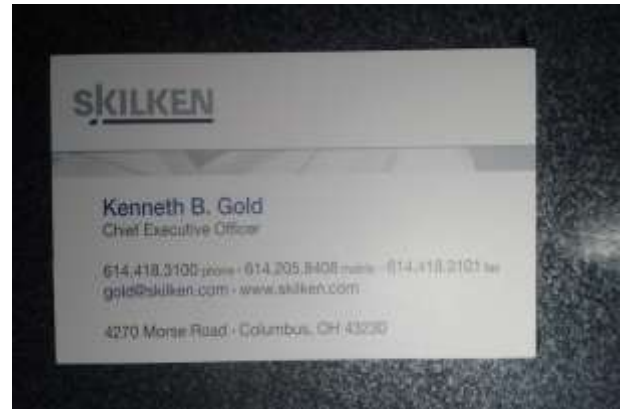 SKILKEN
Kenneth B. Gold
Chief Executive Officer
614.418.3100 phone • 614.205.8408 mobile • 614.418.3101 fax
gold@skilken.com • www.skilken.com
4270 Morse Road • Columbus, OH 43230